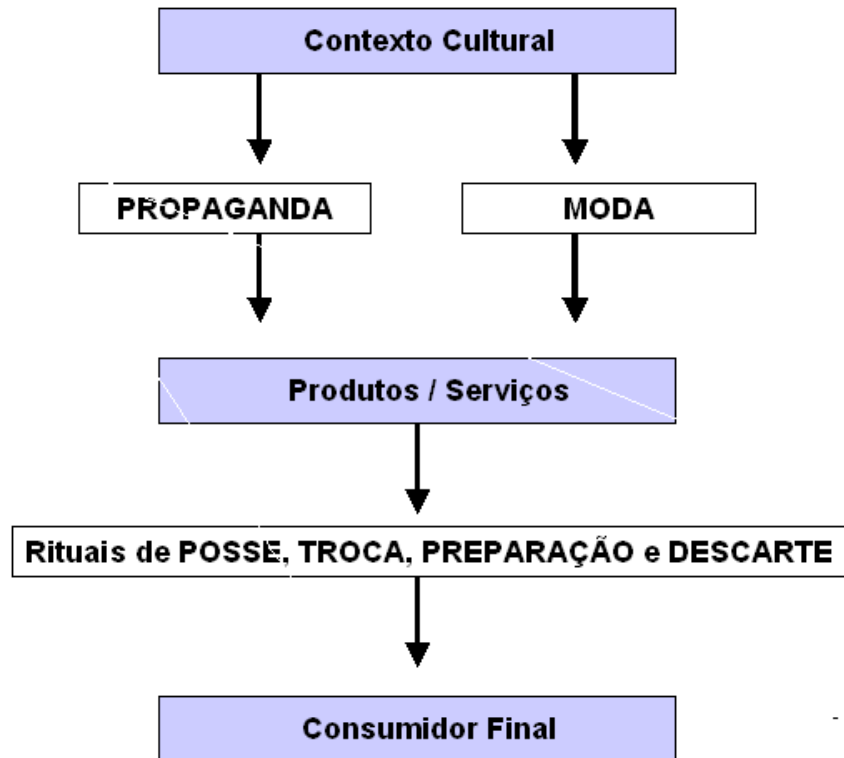 Contexto Cultural
PROPAGANDA
MODA
Produtos / Serviços
Rituais de POSSE, TROCA, PREPARAÇÃO e DESCARTE
Consumidor Final